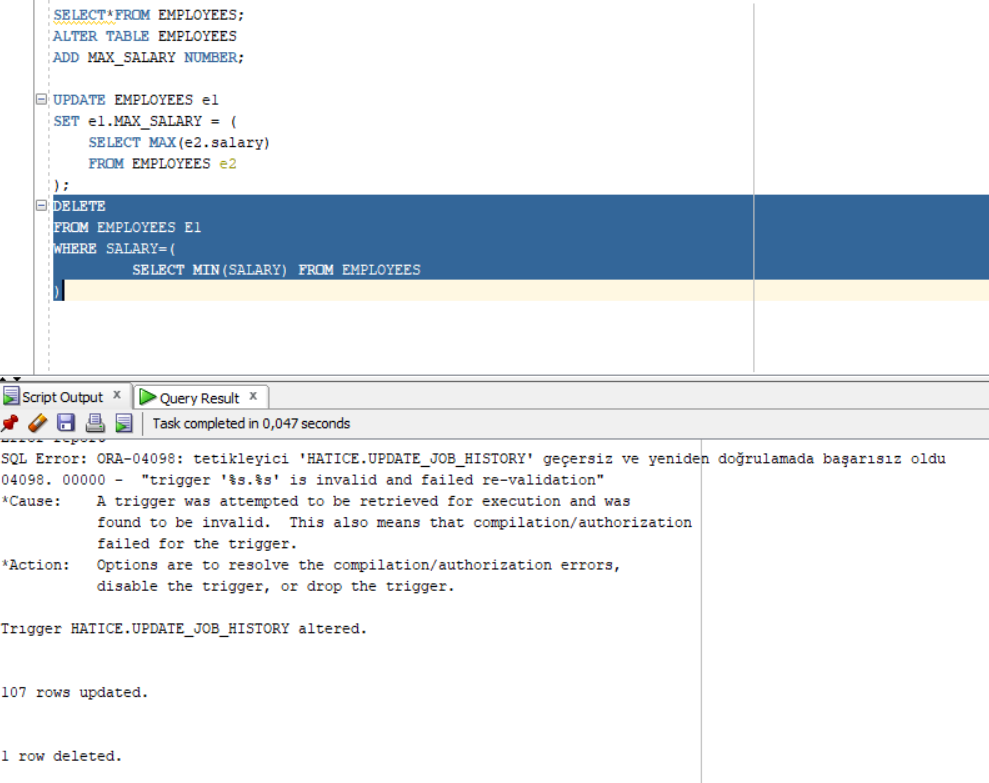 SELECT*FROM EMPLOYEES;
ALTER TABLE EMPLOYEES
ADD MAX_SALARY NUMBER;
UPDATE EMPLOYEES e1
SET e1.MAX_SALARY = (
SELECT MAX(e2.salary)
FROM EMPLOYEES e2
);
DELETE
FROM EMPLOYEES E1
WHERE SALARY=(
SELECT MIN(SALARY) FROM EMPLOYEES
)
Script Output x Query Result x
Task completed in 0,047 seconds
Error report
SQL Error: ORA-04098: tetikleyici 'HATICE.UPDATE_JOB_HISTORY' geçersiz ve yeniden doğrulamada başarısız oldu
04098. 00000 - "trigger '%s.%s' is invalid and failed re-validation"
*Cause: A trigger was attempted to be retrieved for execution and was
found to be invalid. This also means that compilation/authorization
failed for the trigger.
*Action: Options are to resolve the compilation/authorization errors,
disable the trigger, or drop the trigger.
Trigger HATICE.UPDATE_JOB_HISTORY altered.
107 rows updated.
1 row deleted.